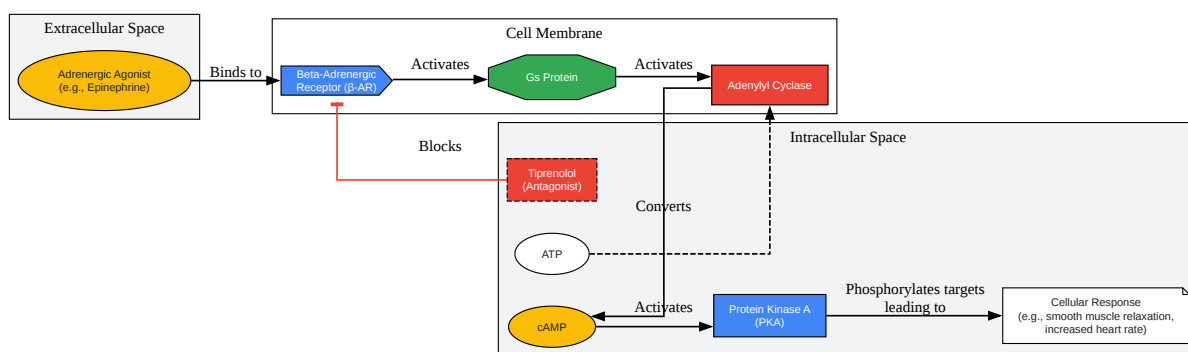 Extracellular Space
Adrenergic Agonist
(e.g., Epinephrine)
Binds to
Cell Membrane
Beta-Adrenergic
Receptor (β-AR)
Activates
Gs Protein
Activates
Adenylyl Cyclase
Intracellular Space
Blocks
Tiprenolol
(Antagonist)
Converts
ATP
cAMP
Activates
Protein Kinase A
(PKA)
Phosphorylates targets
leading to
Cellular Response
(e.g., smooth muscle relaxation,
increased heart rate)